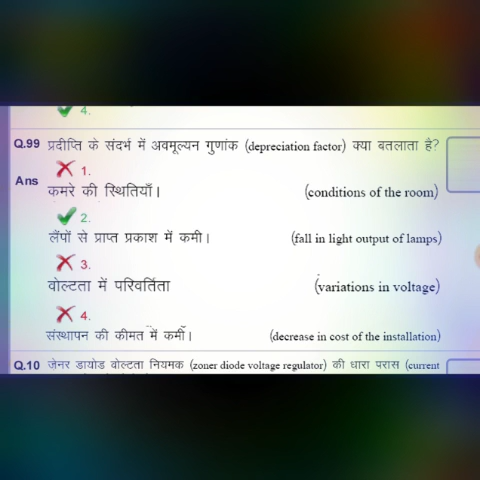 4.
Q.99 प्रदीप्ति के संदर्भ में अवमूल्यन गुणांक (depreciation factor) क्या बतलाता है?
Ans
1.
कमरे की स्थितियाँ। (conditions of the room)
2.
लैंपों से प्राप्त प्रकाश में कमी। (fall in light output of lamps)
3.
वोल्टता में परिवर्तिता (variations in voltage)
4.
संस्थापन की कीमत में कमीं। (decrease in cost of the installation)
Q.10 जेनर डायोड वोल्टता नियमक (zoner diode voltage regulator) की धारा परास (current